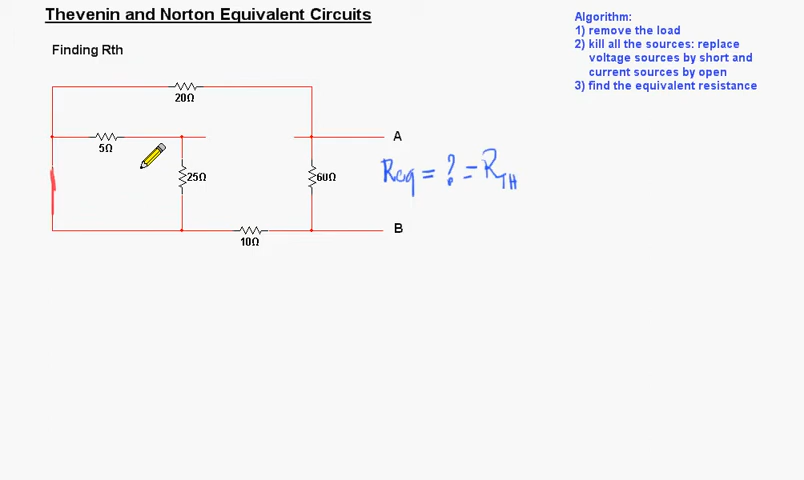 Thevenin and Norton Equivalent Circuits
Algorithm:
1) remove the load
2) kill all the sources: replace
voltage sources by short and
current sources by open
3) find the equivalent resistance
Finding Rth
20Ω
5Ω
A
25Ω
60Ω
Req = ? = RTH
10Ω
B